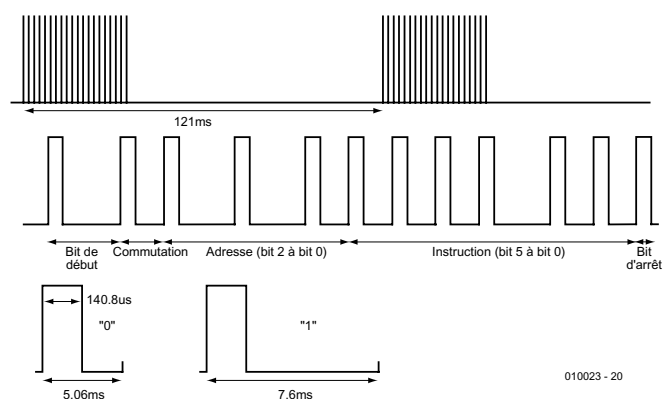 121ms
Bit de
début
Commutation
Adresse (bit 2 à bit 0)
Instruction (bit 5 à bit 0)
Bit
d'arrêt
140.8us
"0"
"1"
5.06ms
7.6ms
010023 - 20